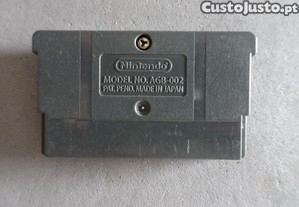 Custojusto.pt
Nintendo
MODEL NO. AGB-002
PAT. PEND. MADE IN JAPAN